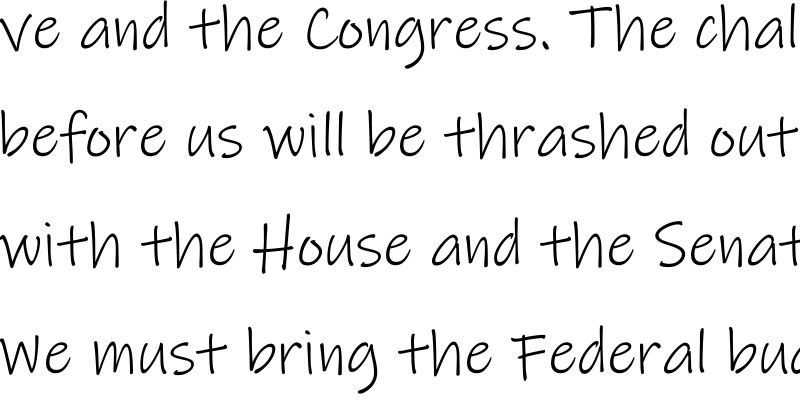 ve and the Congress. The chal
before us will be thrashed out
with the House and the Senat
We must bring the Federal bud